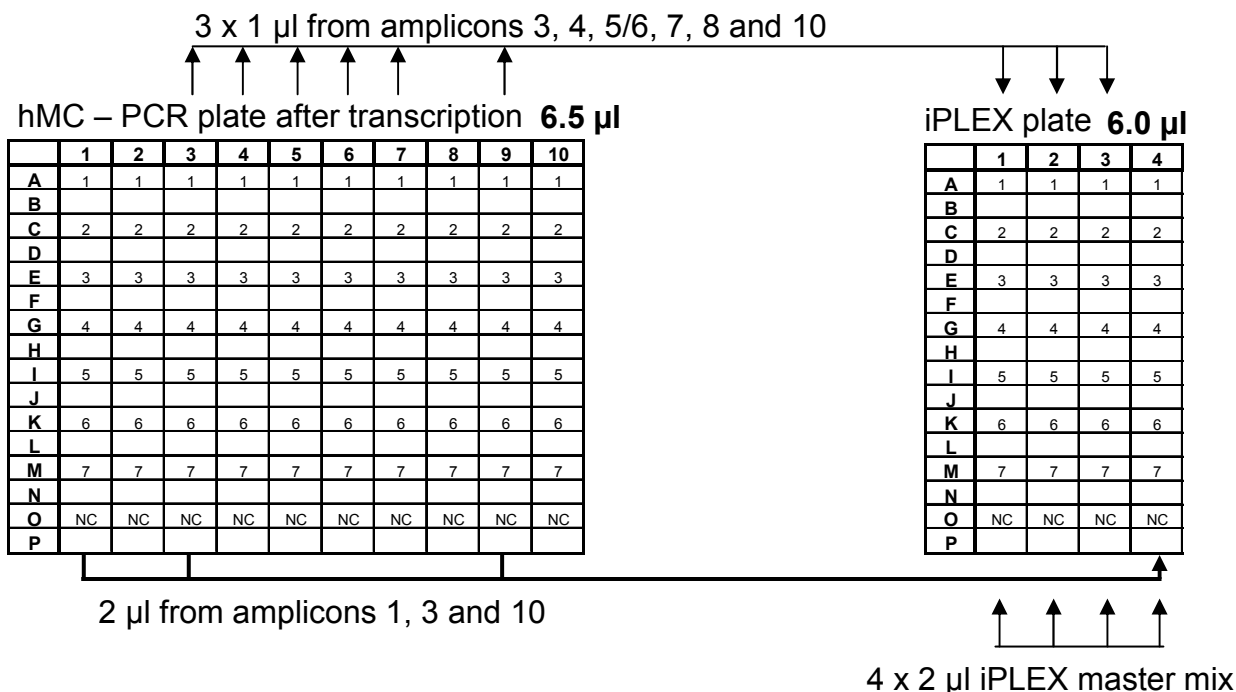 3 x 1 µl from amplicons 3, 4, 5/6, 7, 8 and 10
hMC – PCR plate after transcription 6.5 µl
1 2 3 4 5 6 7 8 9 10
A 1 1 1 1 1 1 1 1 1 1
B
C 2 2 2 2 2 2 2 2 2 2
D
E 3 3 3 3 3 3 3 3 3 3
F
G 4 4 4 4 4 4 4 4 4 4
H
I 5 5 5 5 5 5 5 5 5 5
J
K 6 6 6 6 6 6 6 6 6 6
L
M 7 7 7 7 7 7 7 7 7 7
N
O NC NC NC NC NC NC NC NC NC NC
P
2 µl from amplicons 1, 3 and 10
iPLEX plate 6.0 µl
1 2 3 4
A 1 1 1 1
B
C 2 2 2 2
D
E 3 3 3 3
F
G 4 4 4 4
H
I 5 5 5 5
J
K 6 6 6 6
L
M 7 7 7 7
N
O NC NC NC NC
P
4 x 2 µl iPLEX master mix